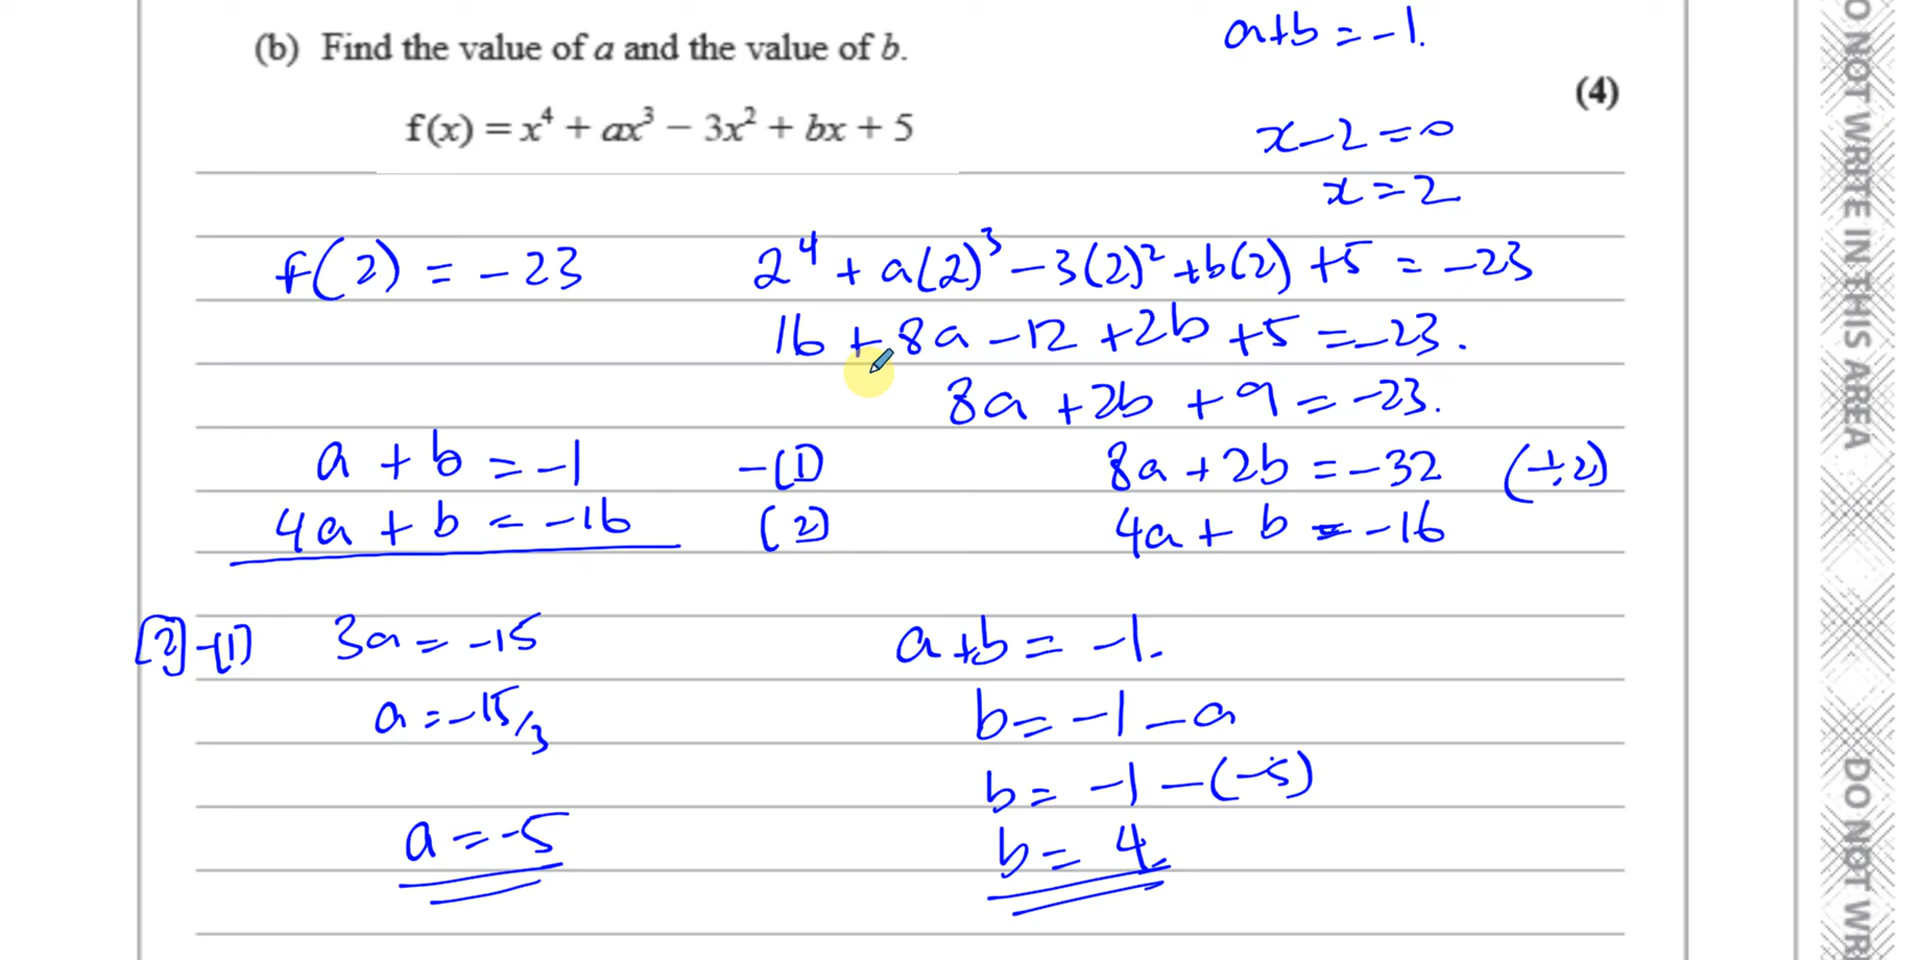 a+b = -1.
(b) Find the value of a and the value of b.
(4)
f(x) = x⁴ + ax³ − 3x² + bx + 5
x-2=0
x=2
f(2) = -23
2⁴ + a(2)³ -3(2)² +b(2) +5 = -23
16 + 8a -12 +2b +5 =-23.
8a +2b + 9 = -23.
a + b = -1 -(1)
8a + 2b = -32 (÷2)
4a + b = -16 (2)
4a + b = -16
[2]-(1) 3a = -15
a+b = -1.
a = -15/3
b = -1 -a
b = -1 -(-5)
a = -5
b = 4
DO NOT WRITE IN THIS AREA
DO NOT WRI